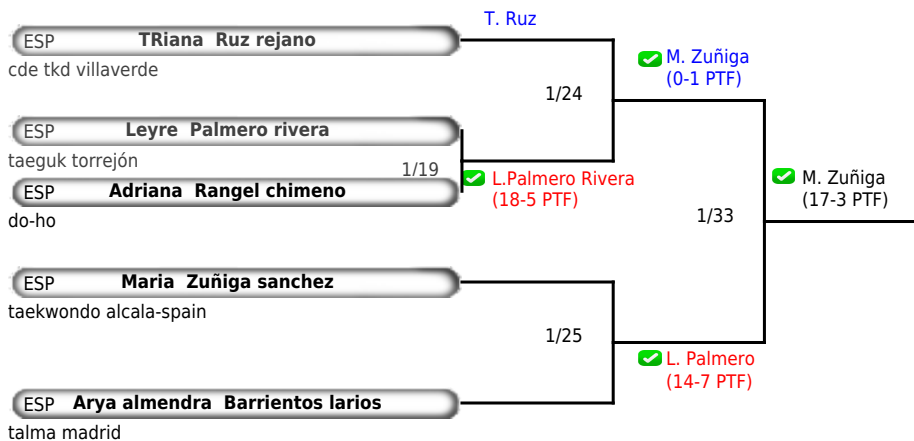 T. Ruz
ESP TRiana Ruz rejano
cde tkd villaverde
M. Zuñiga
(0-1 PTF)
1/24
ESP Leyre Palmero rivera
taeguk torrejón
1/19
L.Palmero Rivera
(18-5 PTF)
ESP Adriana Rangel chimeno
do-ho
M. Zuñiga
(17-3 PTF)
1/33
ESP Maria Zuñiga sanchez
taekwondo alcala-spain
1/25
L. Palmero
(14-7 PTF)
ESP Arya almendra Barrientos larios
talma madrid